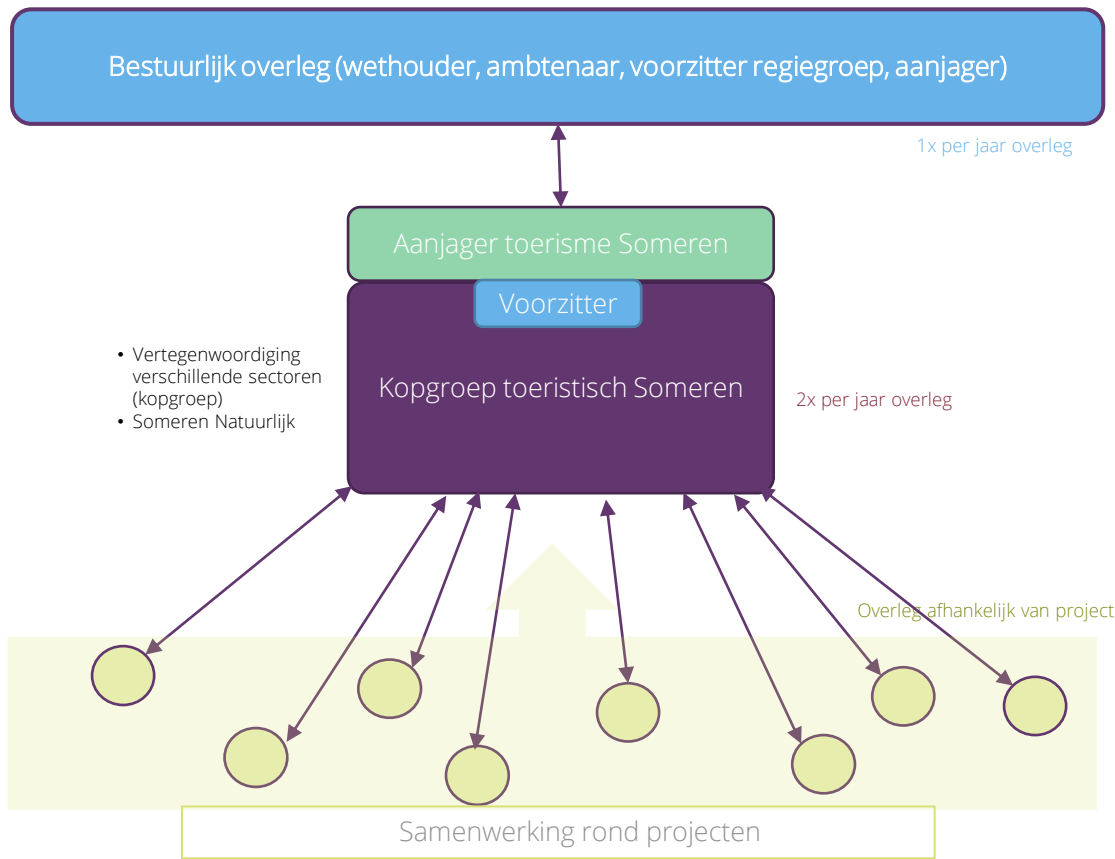 Bestuurlijk overleg (wethouder, ambtenaar, voorzitter regiegroep, aanjager)
1x per jaar overleg
Aanjager toerisme Someren
Voorzitter
• Vertegenwoordiging
verschillende sectoren
(kopgroep)
• Someren Natuurlijk
Kopgroep toeristisch Someren
2x per jaar overleg
Overleg afhankelijk van project
Samenwerking rond projecten